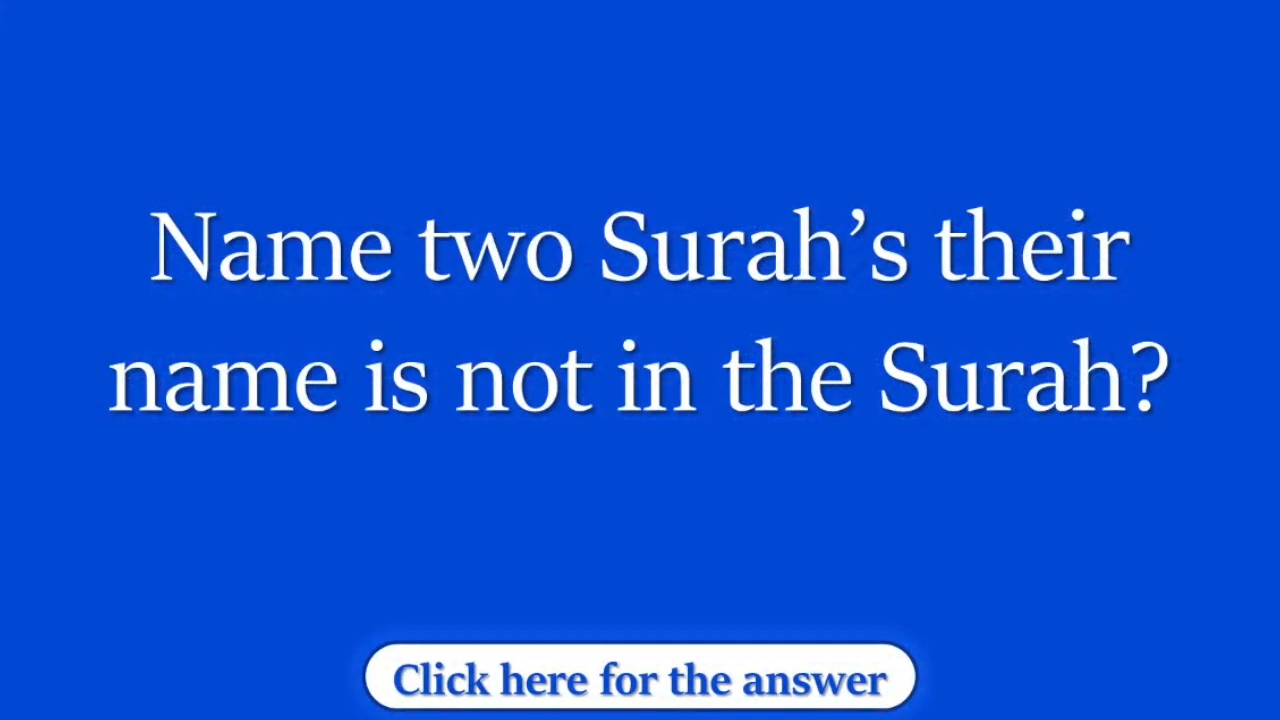 Name two Surah’s their
name is not in the Surah?
Click here for the answer